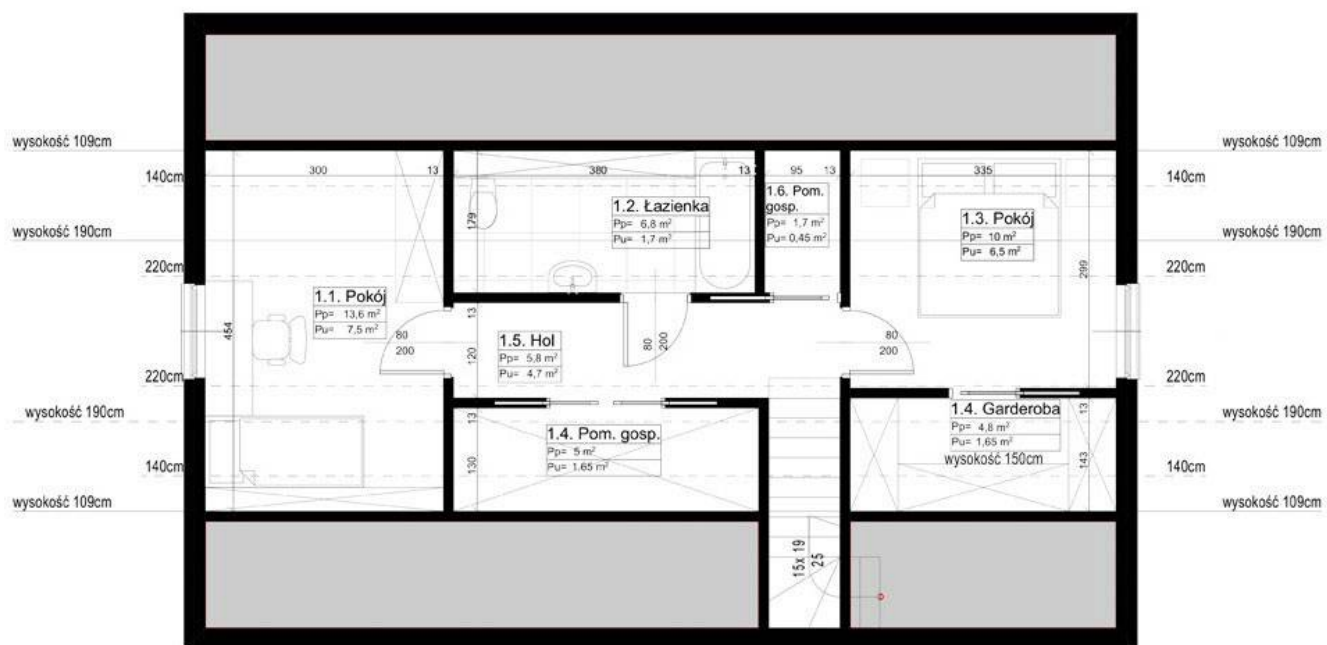 wysokość 109cm
wysokość 109cm
140cm
300
13
380
13
95
13
335
140cm
1.6. Pom.
gosp.
Pp= 1,7 m²
Pu= 0,45 m²
1.2. Łazienka
Pp= 6,8 m²
Pu= 1,7 m²
179
1.3. Pokój
Pp= 10 m²
Pu= 6,5 m²
wysokość 190cm
wysokość 190cm
220cm
220cm
299
1.1. Pokój
Pp= 13,6 m²
Pu= 7,5 m²
454
80
200
13
120
1.5. Hol
Pp= 5,8 m²
Pu= 4,7 m²
80
200
80
200
220cm
220cm
wysokość 190cm
wysokość 190cm
13
130
1.4. Pom. gosp.
Pp= 5 m²
Pu= 1.65 m²
1.4. Garderoba
Pp= 4,8 m²
Pu= 1,65 m²
wysokość 150cm
13
143
140cm
140cm
wysokość 109cm
wysokość 109cm
15x 19
25